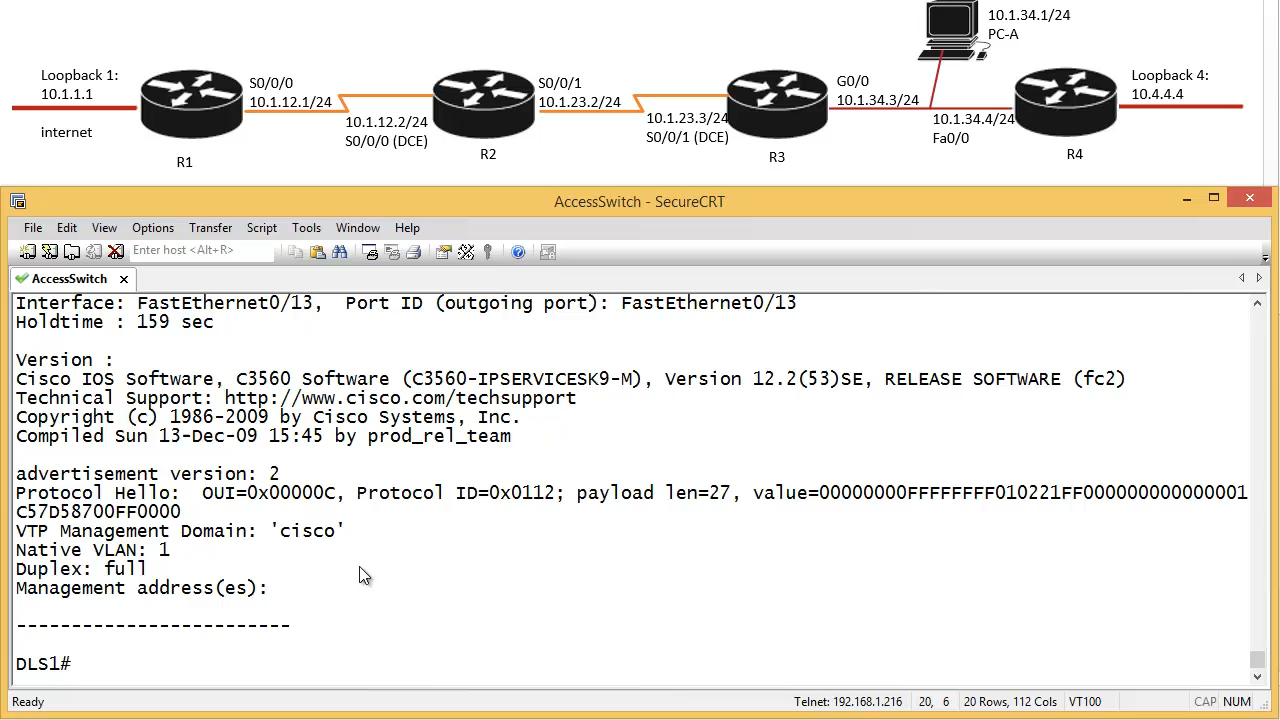 10.1.34.1/24
PC-A
Loopback 1:
10.1.1.1
internet
S0/0/0
10.1.12.1/24
10.1.12.2/24
S0/0/0 (DCE)
S0/0/1
10.1.23.2/24
10.1.23.3/24
S0/0/1 (DCE)
G0/0
10.1.34.3/24
10.1.34.4/24
Fa0/0
Loopback 4:
10.4.4.4
R1
R2
R3
R4
AccessSwitch - SecureCRT
File Edit View Options Transfer Script Tools Window Help
Enter host <Alt+R>
AccessSwitch
Interface: FastEthernet0/13,  Port ID (outgoing port): FastEthernet0/13
Holdtime : 159 sec
Version :
Cisco IOS Software, C3560 Software (C3560-IPSERVICESK9-M), Version 12.2(53)SE, RELEASE SOFTWARE (fc2)
Technical Support: http://www.cisco.com/techsupport
Copyright (c) 1986-2009 by Cisco Systems, Inc.
Compiled Sun 13-Dec-09 15:45 by prod_rel_team
advertisement version: 2
Protocol Hello:  OUI=0x00000C, Protocol ID=0x0112; payload len=27, value=00000000FFFFFFFF010221FF000000000000001
C57D58700FF0000
VTP Management Domain: 'cisco'
Native VLAN: 1
Duplex: full
Management address(es):
-------------------------
DLS1#
Ready Telnet: 192.168.1.216 20, 6 20 Rows, 112 Cols VT100 CAP NUM